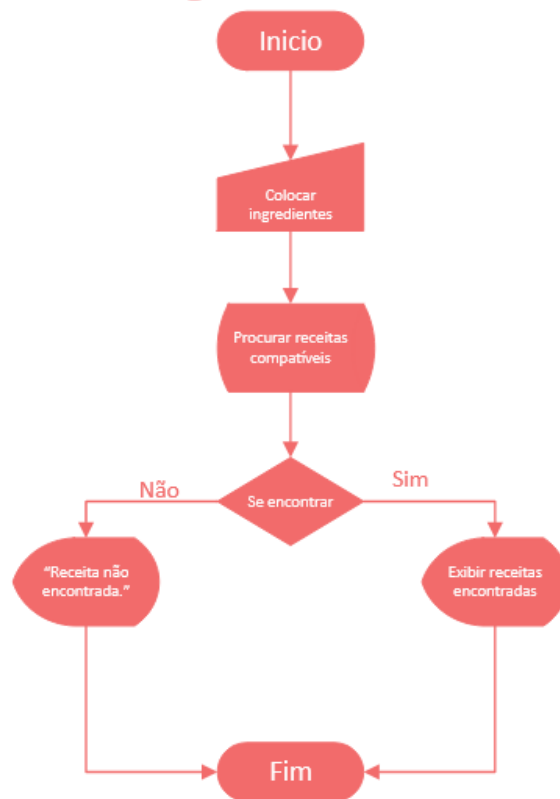 Inicio
Colocar
ingredientes
Procurar receitas
compatíveis
Se encontrar
Não
Sim
“Receita não
encontrada.”
Exibir receitas
encontradas
Fim